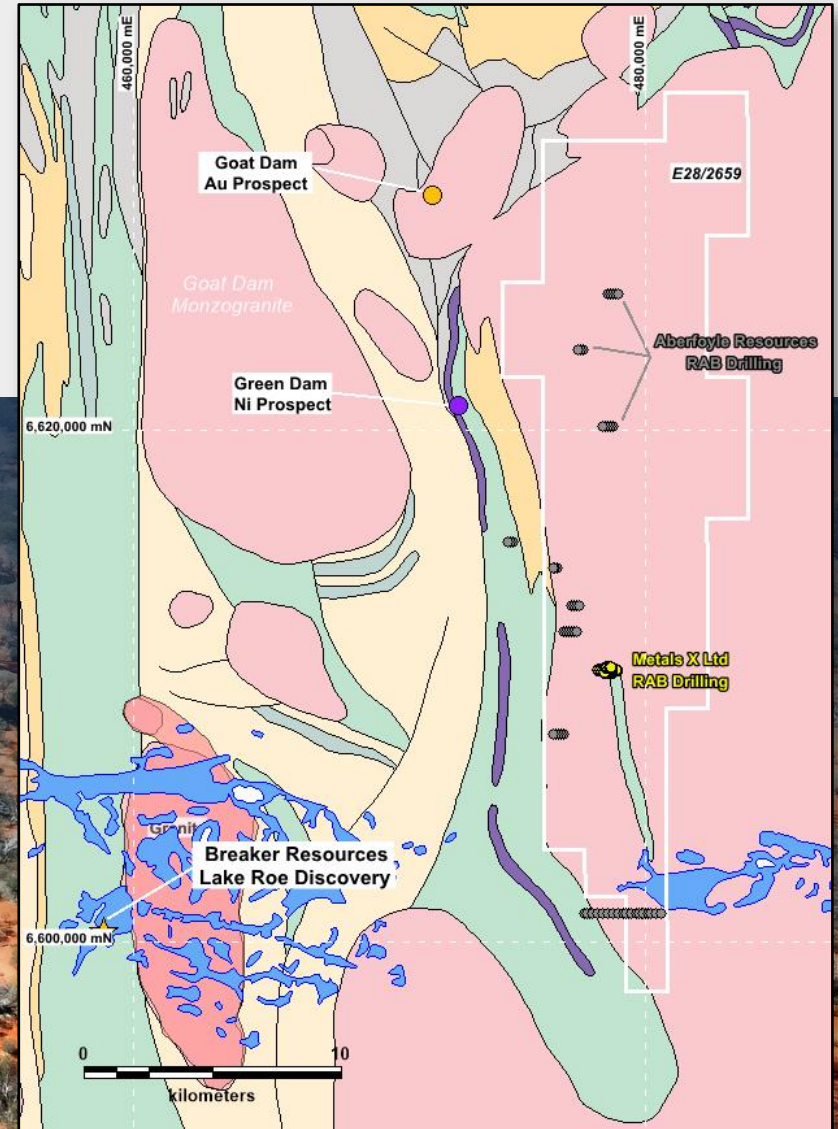 460,000 mE
480,000 mE
Goat Dam
Au Prospect
E28/2659
Goat Dam
Monzogranite
Aberfoyle Resources
RAB Drilling
Green Dam
Ni Prospect
6,620,000 mN
Metals X Ltd
RAB Drilling
Granit
Breaker Resources
Lake Roe Discovery
6,600,000 mN
0
10
kilometers